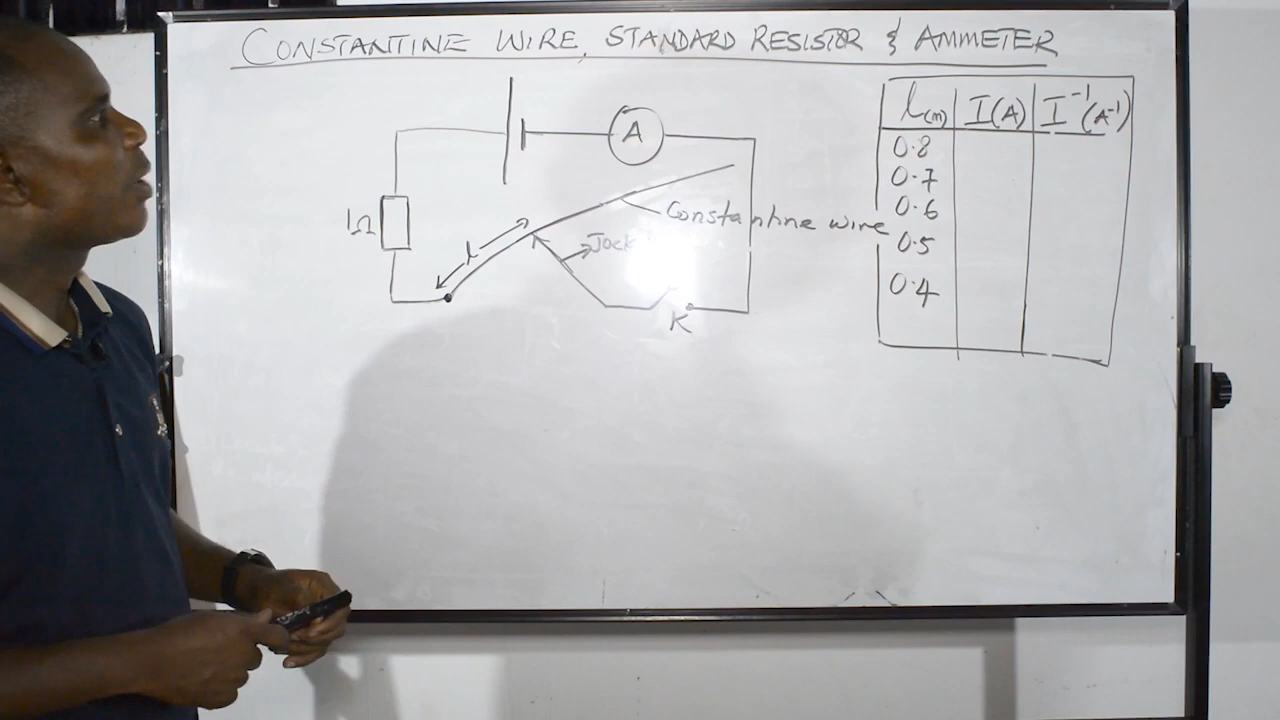 CONSTANTINE WIRE, STANDARD RESISTOR & AMMETER
l(m) I(A) I⁻¹(A⁻¹)
0.8
0.7
0.6
0.5
0.4
A
1Ω
l
Constantine wire
K